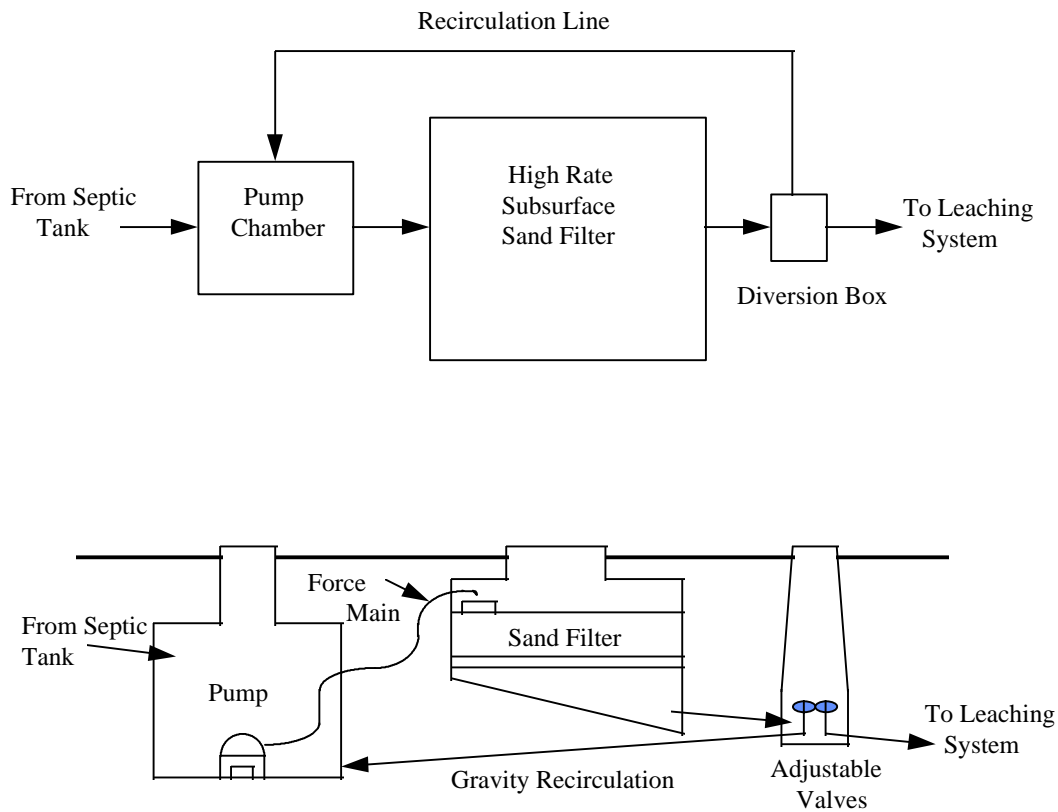 Recirculation Line
From Septic
Tank
Pump
Chamber
High Rate
Subsurface
Sand Filter
To Leaching
System
Diversion Box
Force
Main
From Septic
Tank
Sand Filter
Pump
To Leaching
System
Gravity Recirculation
Adjustable
Valves